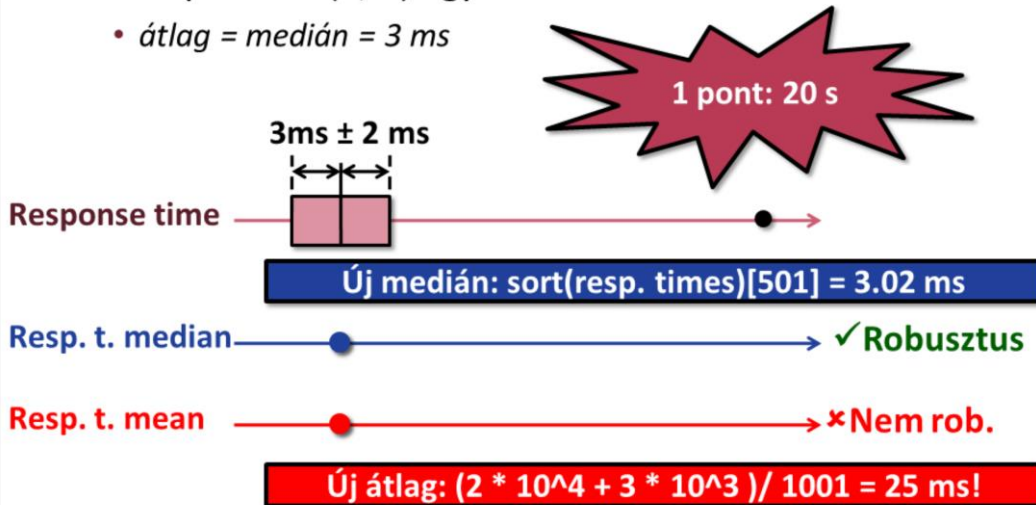 • átlag = medián = 3 ms
1 pont: 20 s
3ms ± 2 ms
Response time
Új medián: sort(resp. times)[501] = 3.02 ms
Resp. t. median
✓Robusztus
Resp. t. mean
×Nem rob.
Új átlag: (2 * 10^4 + 3 * 10^3 )/ 1001 = 25 ms!